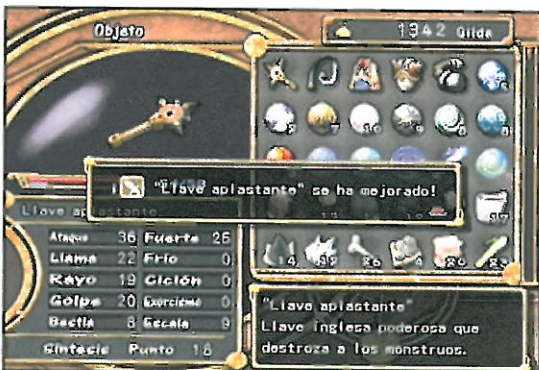 Objeto
1342 Gilda
"Llave aplastante" se ha mejorado!
Llave aplastante
Ataque 36 Fuerte 26
Llama 22 Frío 0
Rayo 19 Ciclón 0
Golpe 20 Exorcismo 0
Bestia 8 Escala 9
Síntesis Punto 16
"Llave aplastante"
Llave inglesa poderosa que
destroza a los monstruos.